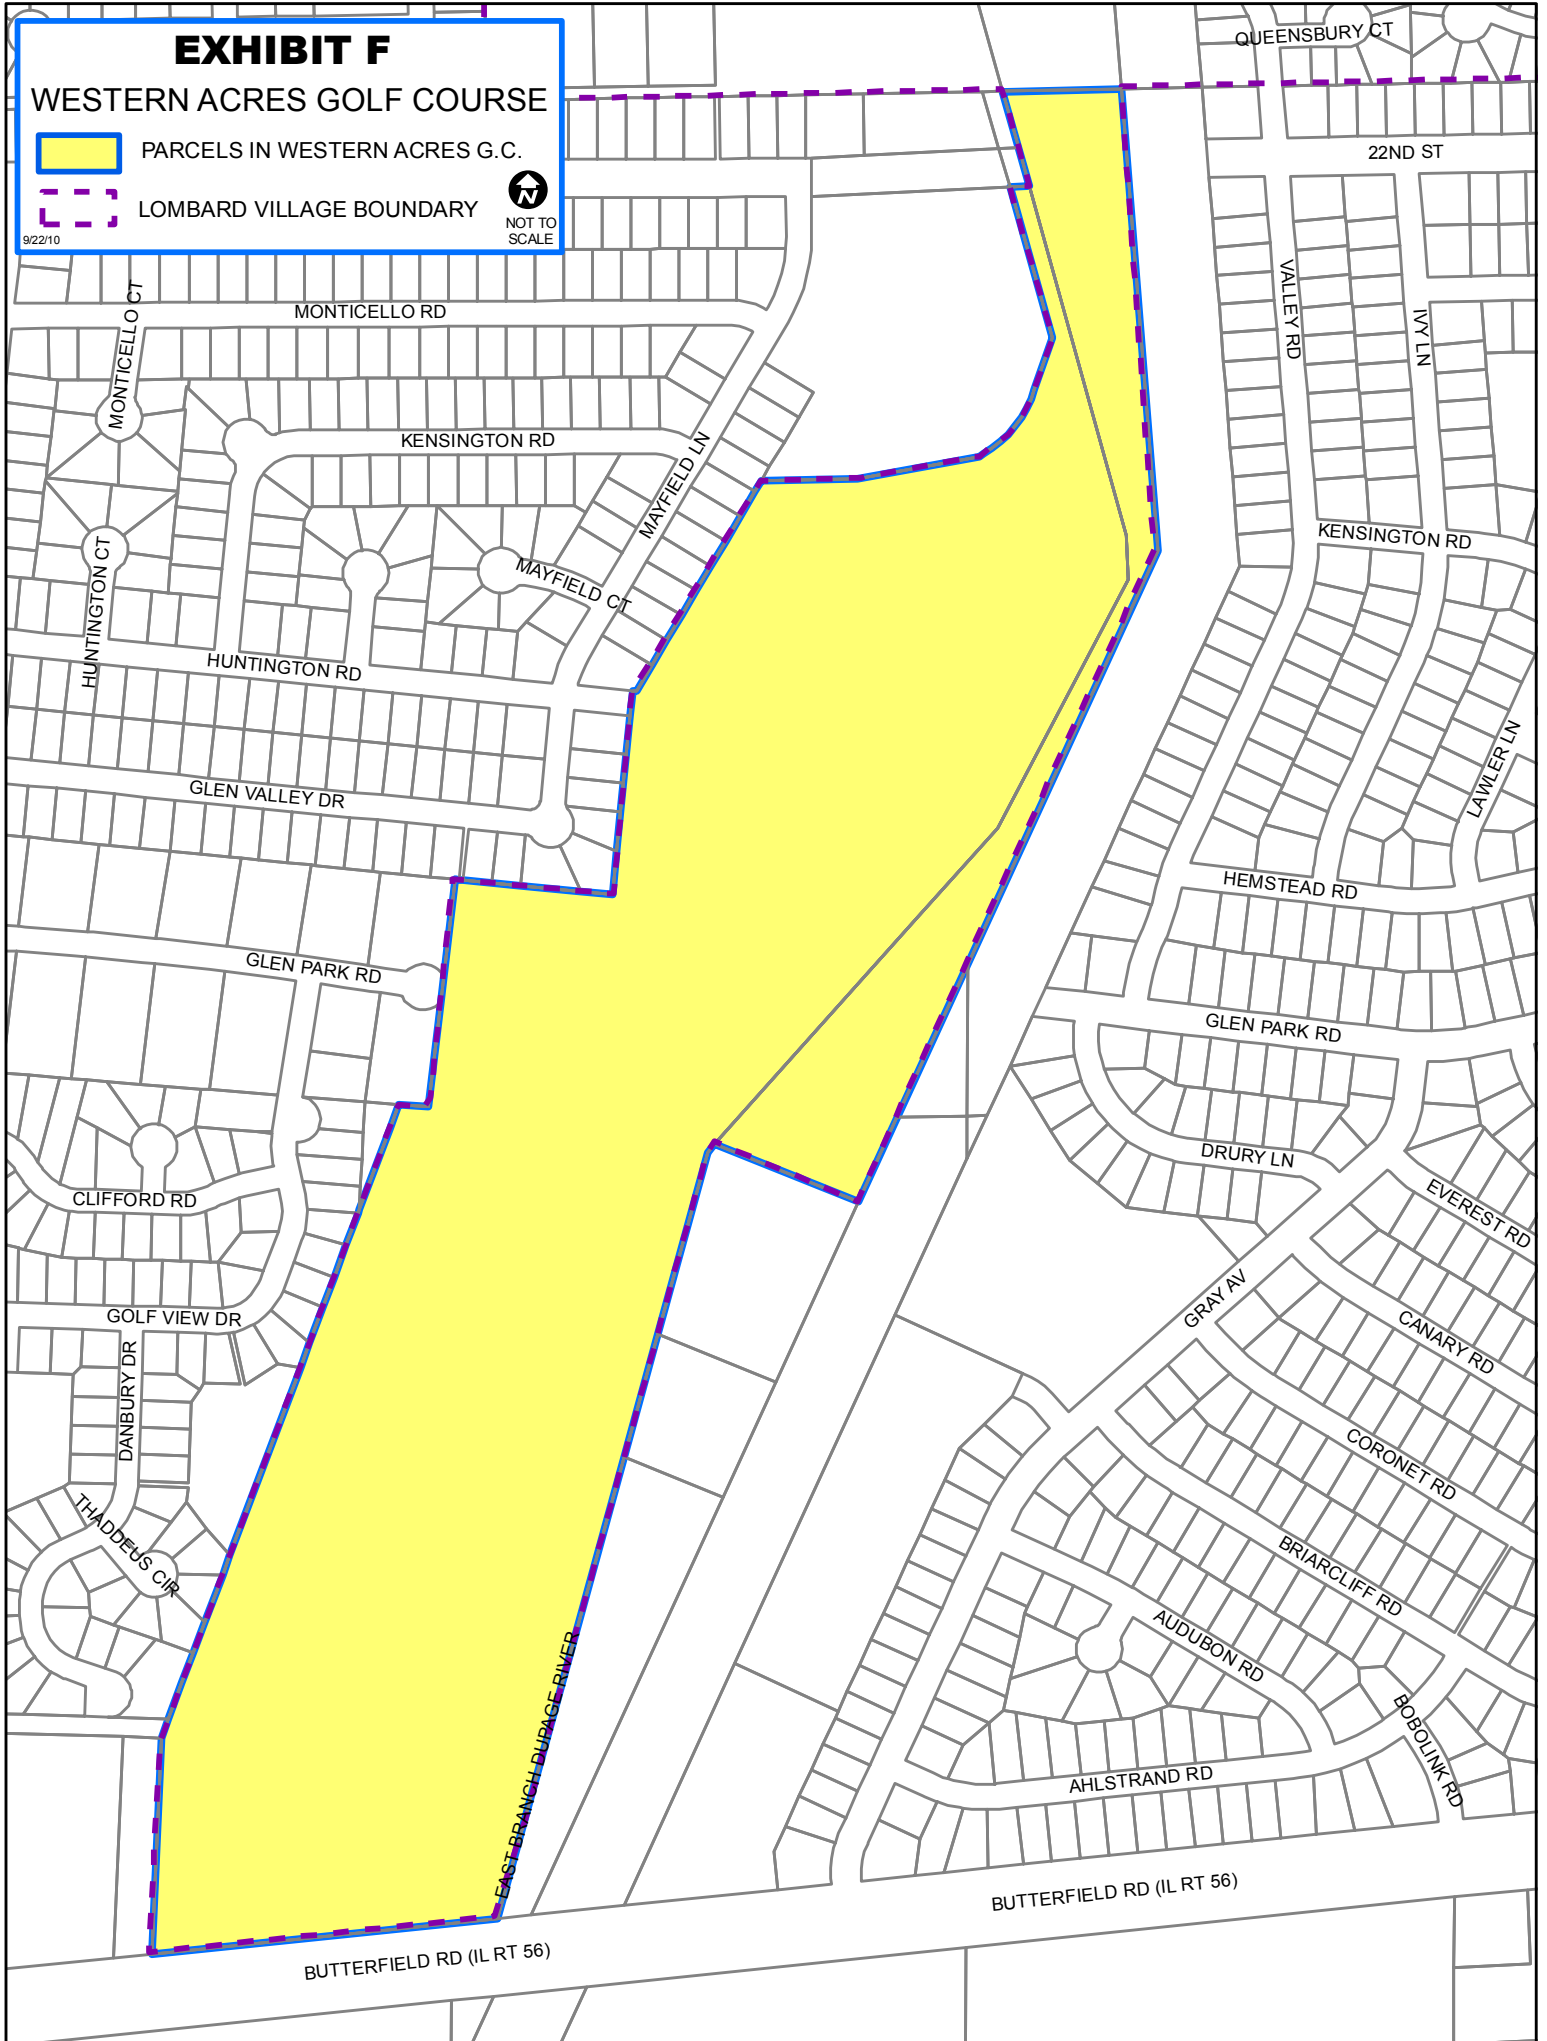 EXHIBIT F
WESTERN ACRES GOLF COURSE
PARCELS IN WESTERN ACRES G.C.
LOMBARD VILLAGE BOUNDARY
N
NOT TO
SCALE
9/22/10
QUEENSBURY CT
22ND ST
MONTICELLO CT
MONTICELLO RD
VALLEY RD
IVY LN
KENSINGTON RD
MAYFIELD LN
KENSINGTON RD
HUNTINGTON CT
MAYFIELD CT
HUNTINGTON RD
GLEN VALLEY DR
LAWLER LN
HEMSTEAD RD
GLEN PARK RD
GLEN PARK RD
DRURY LN
CLIFFORD RD
EVEREST RD
GOLF VIEW DR
GRAY AV
CANARY RD
DANBURY DR
CORONET RD
THADDEUS CIR
BRIARCLIFF RD
AUDUBON RD
EAST BRANCH DUPAGE RIVER
BOBOLINK RD
AHLSTRAND RD
BUTTERFIELD RD (IL RT 56)
BUTTERFIELD RD (IL RT 56)